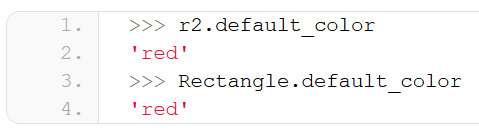 1. >>> r2.default_color
2. 'red'
3. >>> Rectangle.default_color
4. 'red'